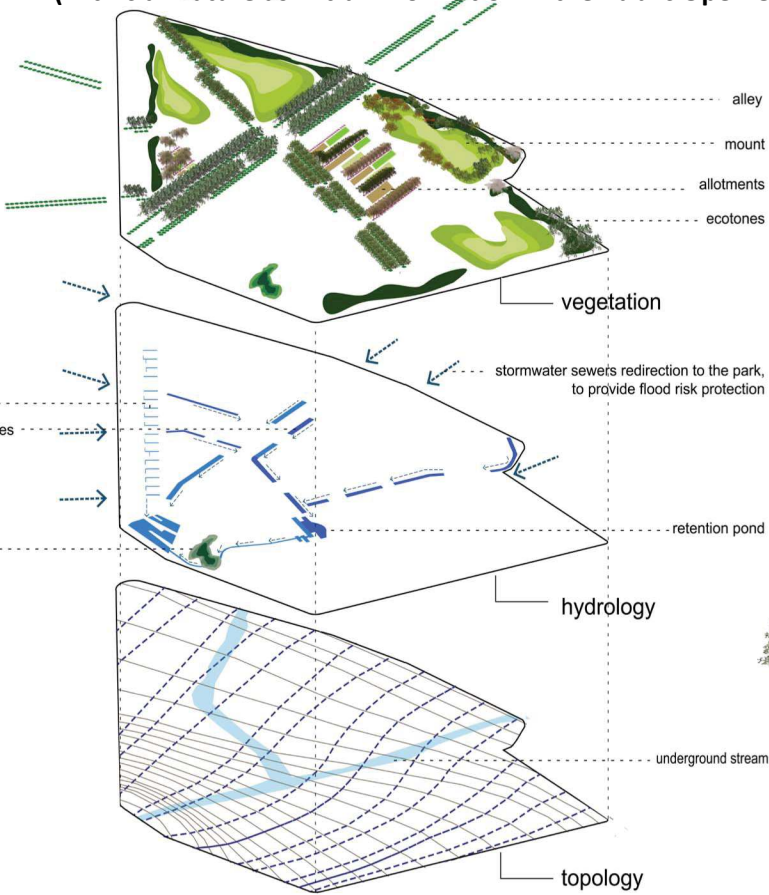 alley
mount
allotments
ecotones
vegetation
stormwater sewers redirection to the park,
to provide flood risk protection
es
retention pond
hydrology
underground stream
topology